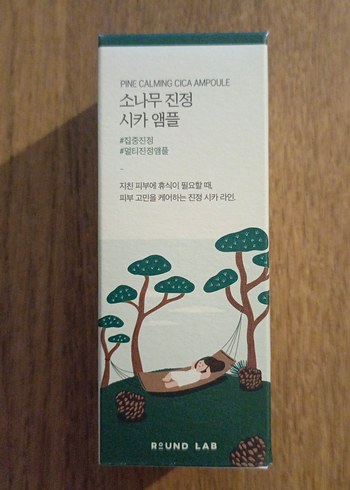 PINE CALMING CICA AMPOULE
소나무 진정
시카 앰플
#집중진정
#멀티진정앰플
-
지친 피부에 휴식이 필요할 때,
피부 고민을 케어하는 진정 시카 라인.
ROUND LAB